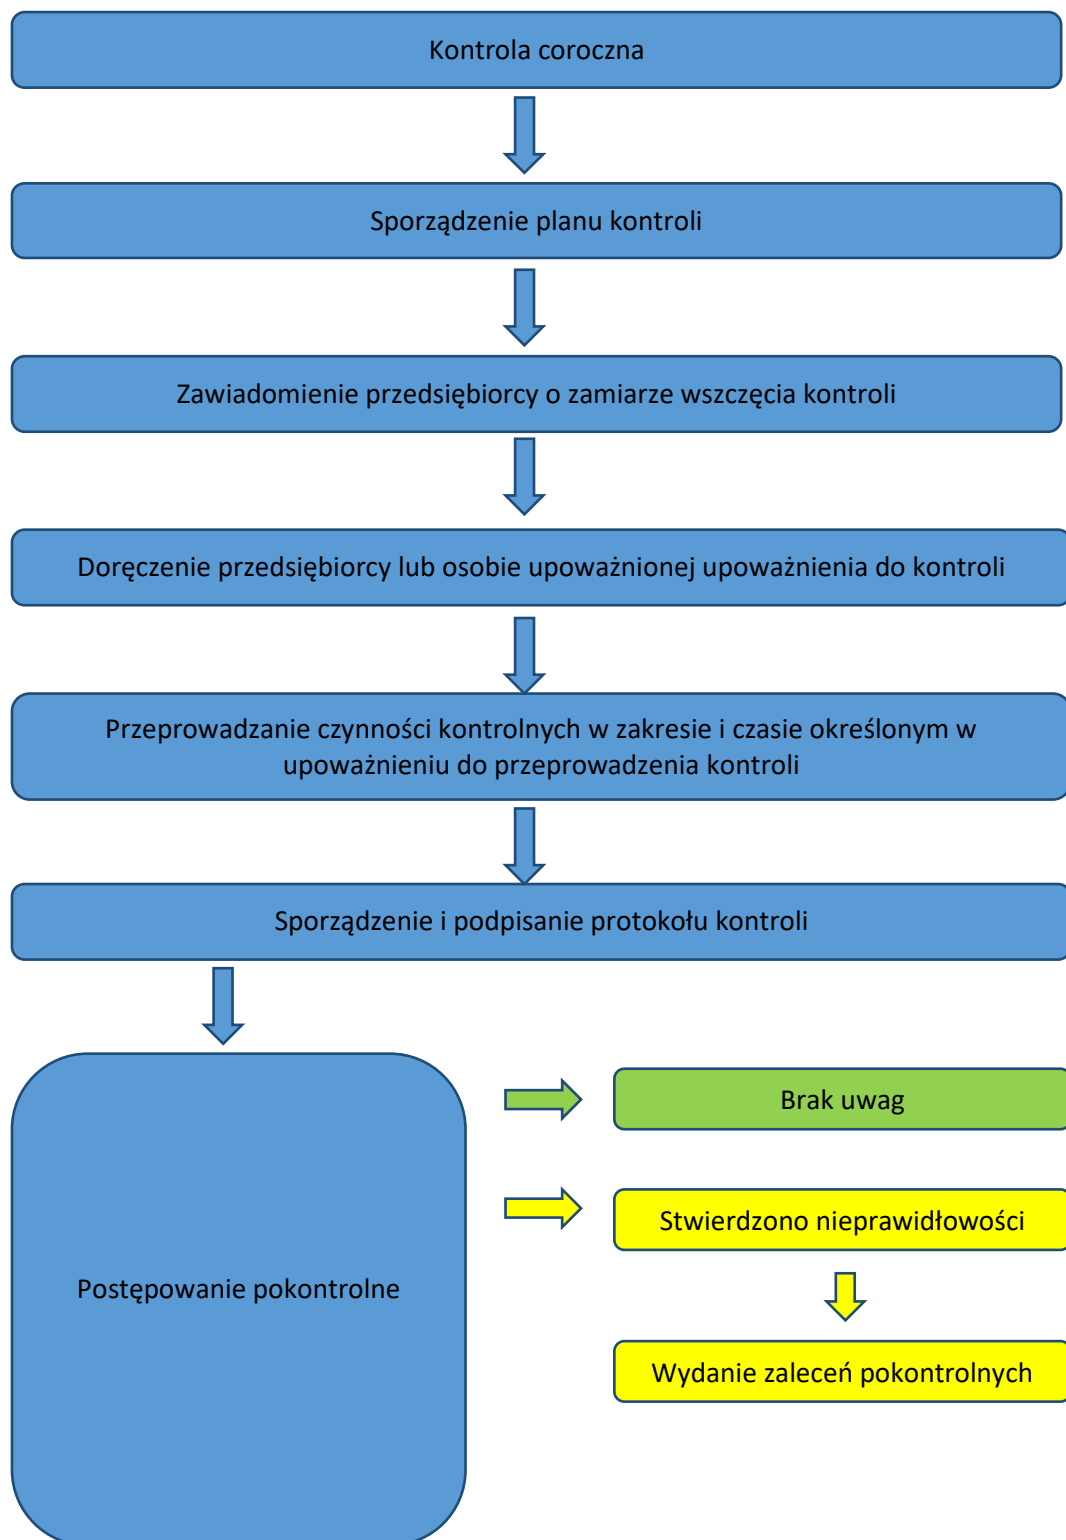 Kontrola coroczna
Sporządzenie planu kontroli
Zawiadomienie przedsiębiorcy o zamiarze wszczęcia kontroli
Doręczenie przedsiębiorcy lub osobie upoważnionej upoważnienia do kontroli
Przeprowadzanie czynności kontrolnych w zakresie i czasie określonym w
upoważnieniu do przeprowadzenia kontroli
Sporządzenie i podpisanie protokołu kontroli
Brak uwag
Stwierdzono nieprawidłowości
Postępowanie pokontrolne
Wydanie zaleceń pokontrolnych